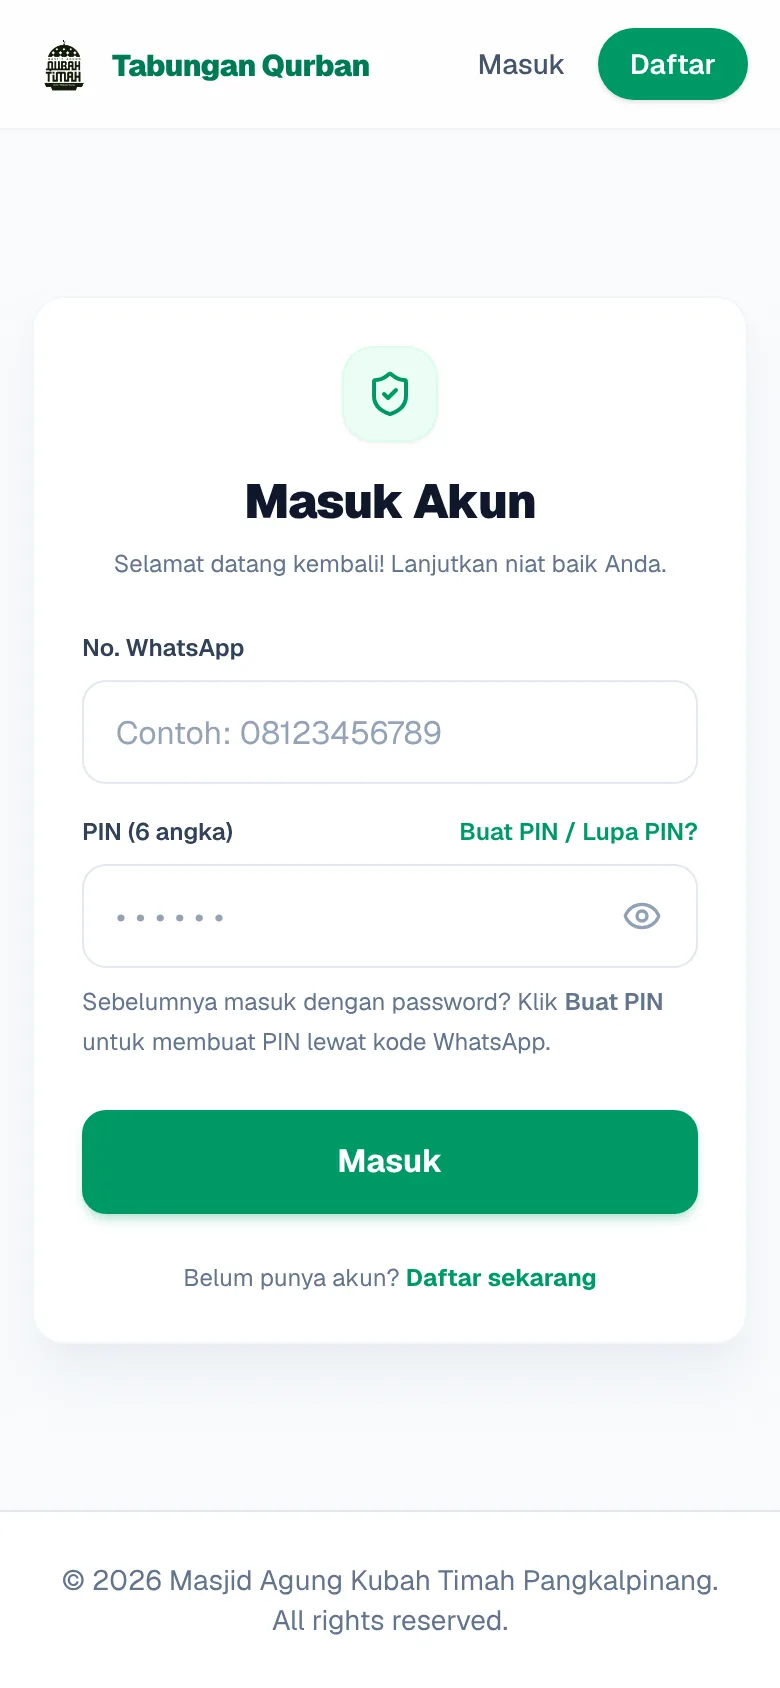 QUBAH
TIMAH
Tabungan Qurban
Masuk
Daftar
Masuk Akun
Selamat datang kembali! Lanjutkan niat baik Anda.
No. WhatsApp
Contoh: 08123456789
PIN (6 angka)
Buat PIN / Lupa PIN?
••••••
Sebelumnya masuk dengan password? Klik Buat PIN
untuk membuat PIN lewat kode WhatsApp.
Masuk
Belum punya akun? Daftar sekarang
© 2026 Masjid Agung Kubah Timah Pangkalpinang.
All rights reserved.